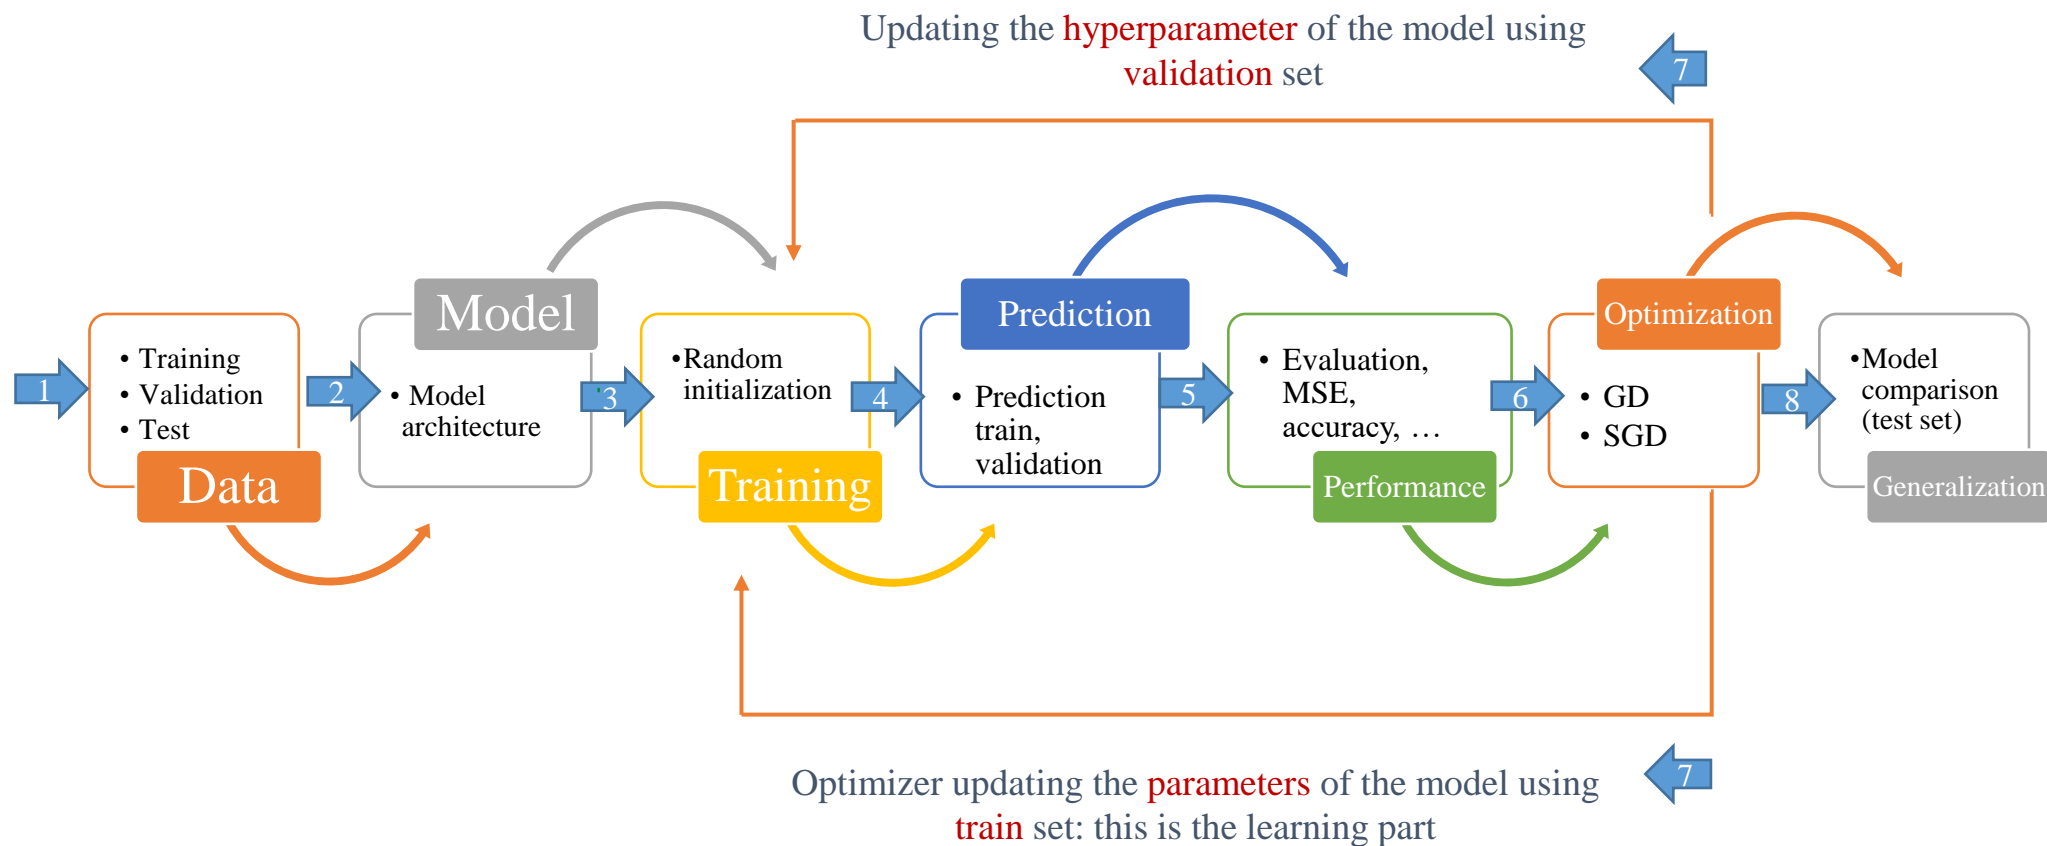 Updating the hyperparameter of the model using
validation set
7
Model
Prediction
Optimization
1
• Training
• Validation
• Test
Data
2
• Model
architecture
3
•Random
initialization
Training
4
• Prediction
train,
validation
5
• Evaluation,
MSE,
accuracy, …
Performance
6
• GD
• SGD
8
•Model
comparison
(test set)
Generalization
7
Optimizer updating the parameters of the model using
train set: this is the learning part